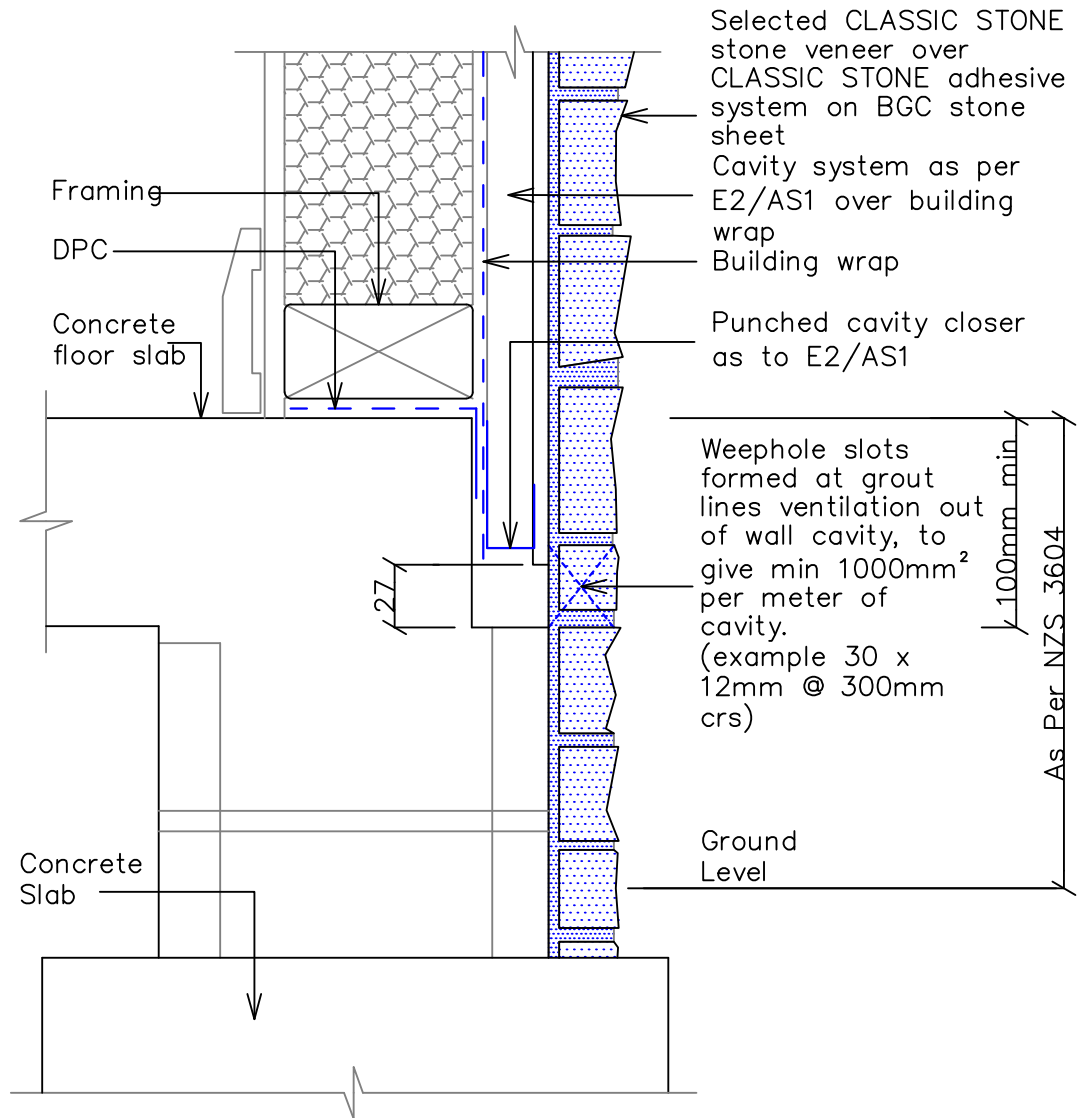 Selected CLASSIC STONE
stone veneer over
CLASSIC STONE adhesive
system on BGC stone
sheet
Cavity system as per
E2/AS1 over building
wrap
Building wrap
Punched cavity closer
as to E2/AS1
Framing
DPC
Concrete
floor slab
Weephole slots
formed at grout
lines ventilation out
of wall cavity, to
give min 1000mm²
per meter of
cavity.
(example 30 x
12mm @ 300mm
crs)
27
100mm min
As Per NZS 3604
Ground
Level
Concrete
Slab